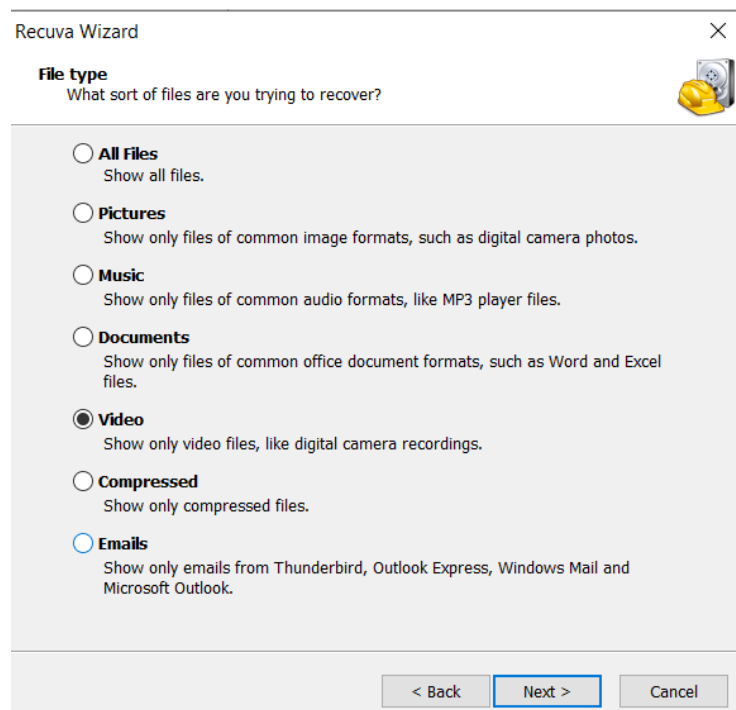 Recuva Wizard
File type
What sort of files are you trying to recover?
All Files
Show all files.
Pictures
Show only files of common image formats, such as digital camera photos.
Music
Show only files of common audio formats, like MP3 player files.
Documents
Show only files of common office document formats, such as Word and Excel
files.
Video
Show only video files, like digital camera recordings.
Compressed
Show only compressed files.
Emails
Show only emails from Thunderbird, Outlook Express, Windows Mail and
Microsoft Outlook.
< Back Next > Cancel